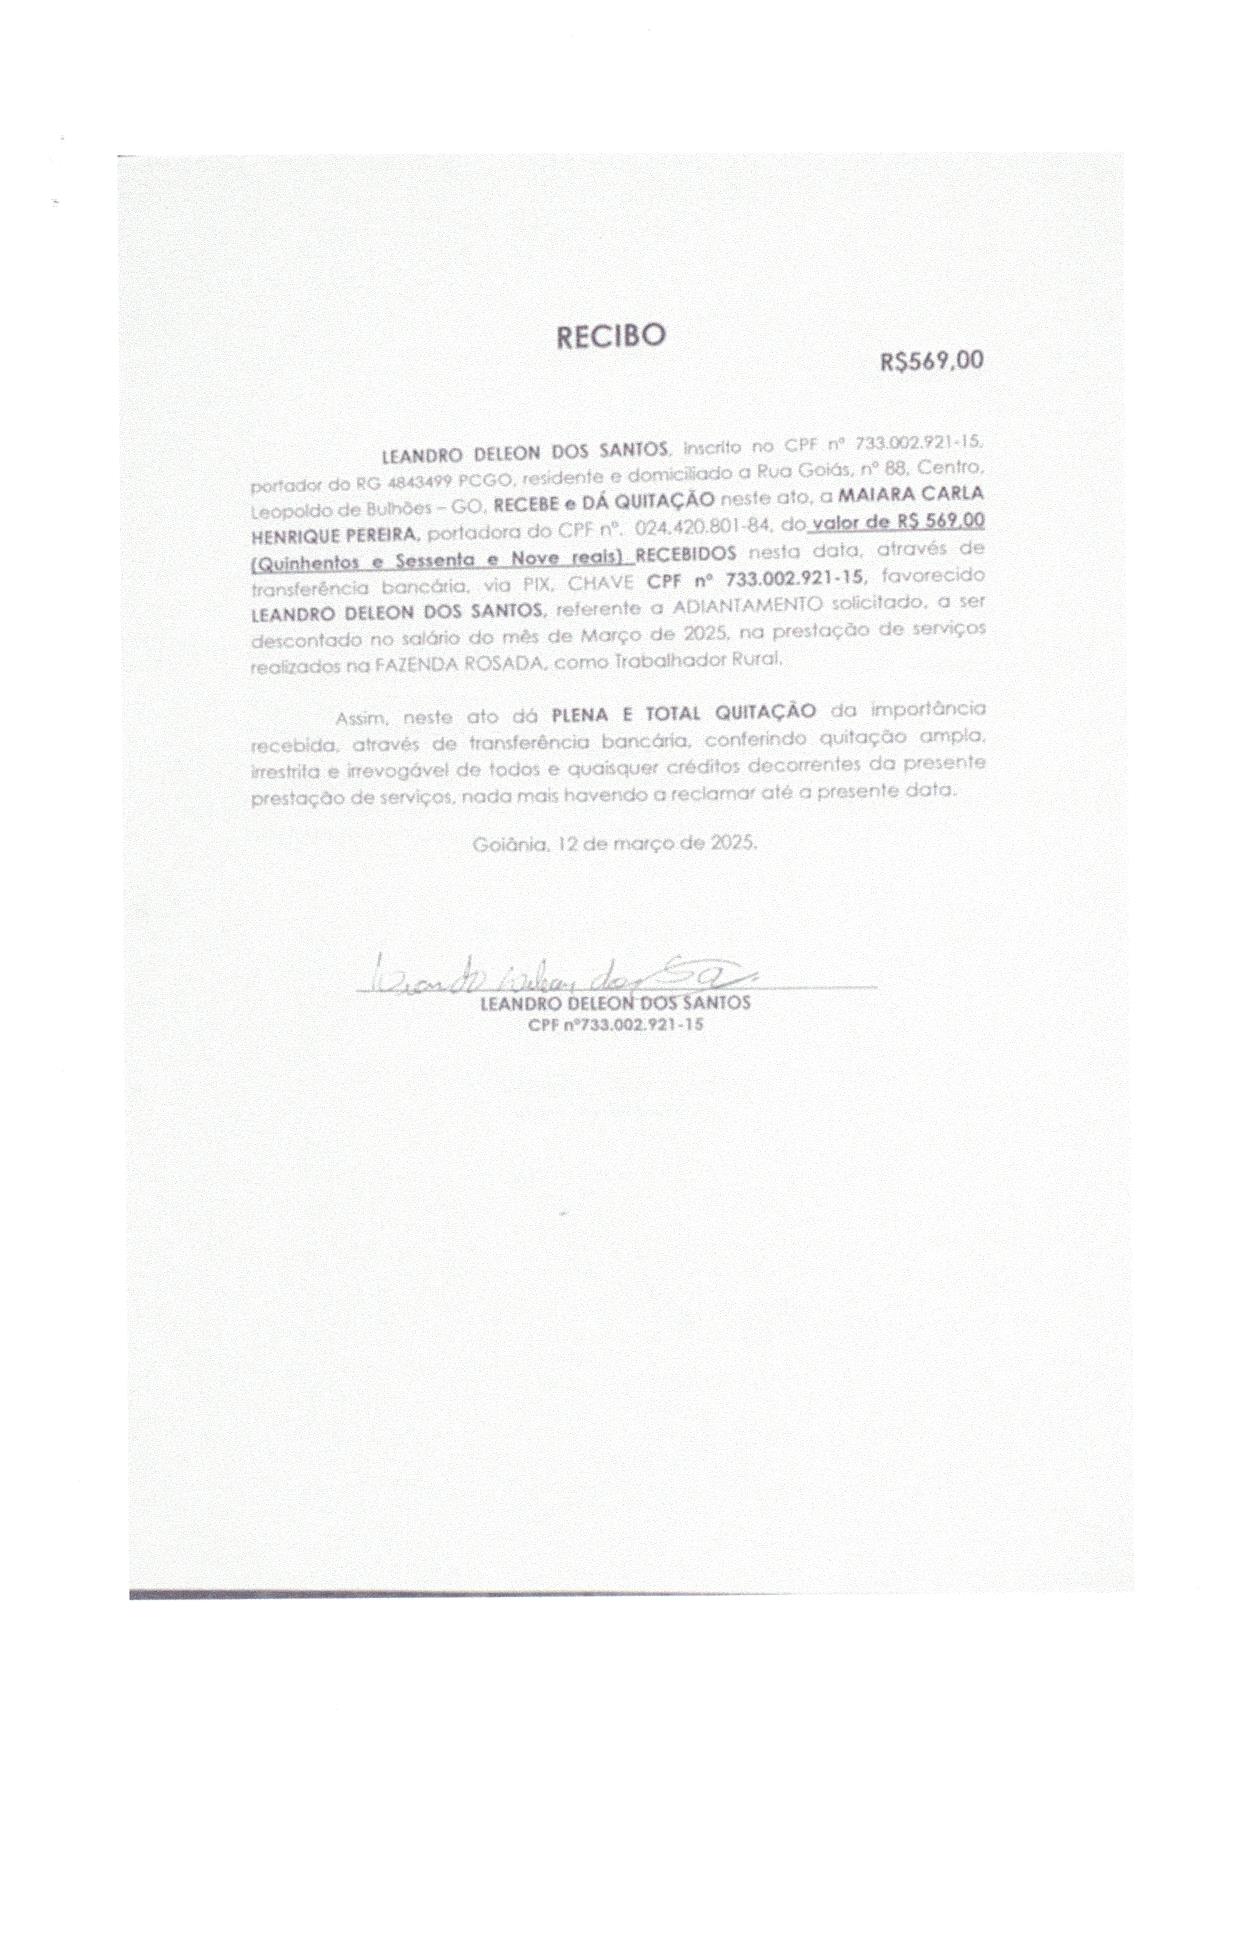 RECIBO
R$569,00
LEANDRO DELEON DOS SANTOS, inscrito no CPF nº 733.002.921-15,
portador do RG 4843499 PCGO, residente e domiciliado a Rua Goiás, nº 88, Centro,
Leopoldo de Bulhões – GO, RECEBE e DÁ QUITAÇÃO neste ato, a MAIARA CARLA
HENRIQUE PEREIRA, portadora do CPF nº. 024.420.801-84, do valor de R$ 569,00
(Quinhentos e Sessenta e Nove reais) RECEBIDOS nesta data, através de
transferência bancária, via PIX, CHAVE CPF nº 733.002.921-15, favorecido
LEANDRO DELEON DOS SANTOS, referente a ADIANTAMENTO solicitado, a ser
descontado no salário do mês de Março de 2025, na prestação de serviços
realizados na FAZENDA ROSADA, como Trabalhador Rural.
Assim, neste ato dá PLENA E TOTAL QUITAÇÃO da importância
recebida, através de transferência bancária, conferindo quitação ampla,
irrestrita e irrevogável de todos e quaisquer créditos decorrentes da presente
prestação de serviços, nada mais havendo a reclamar até a presente data.
Goiânia, 12 de março de 2025.
Leandro Deleon dos Sa
LEANDRO DELEON DOS SANTOS
CPF nº733.002.921-15